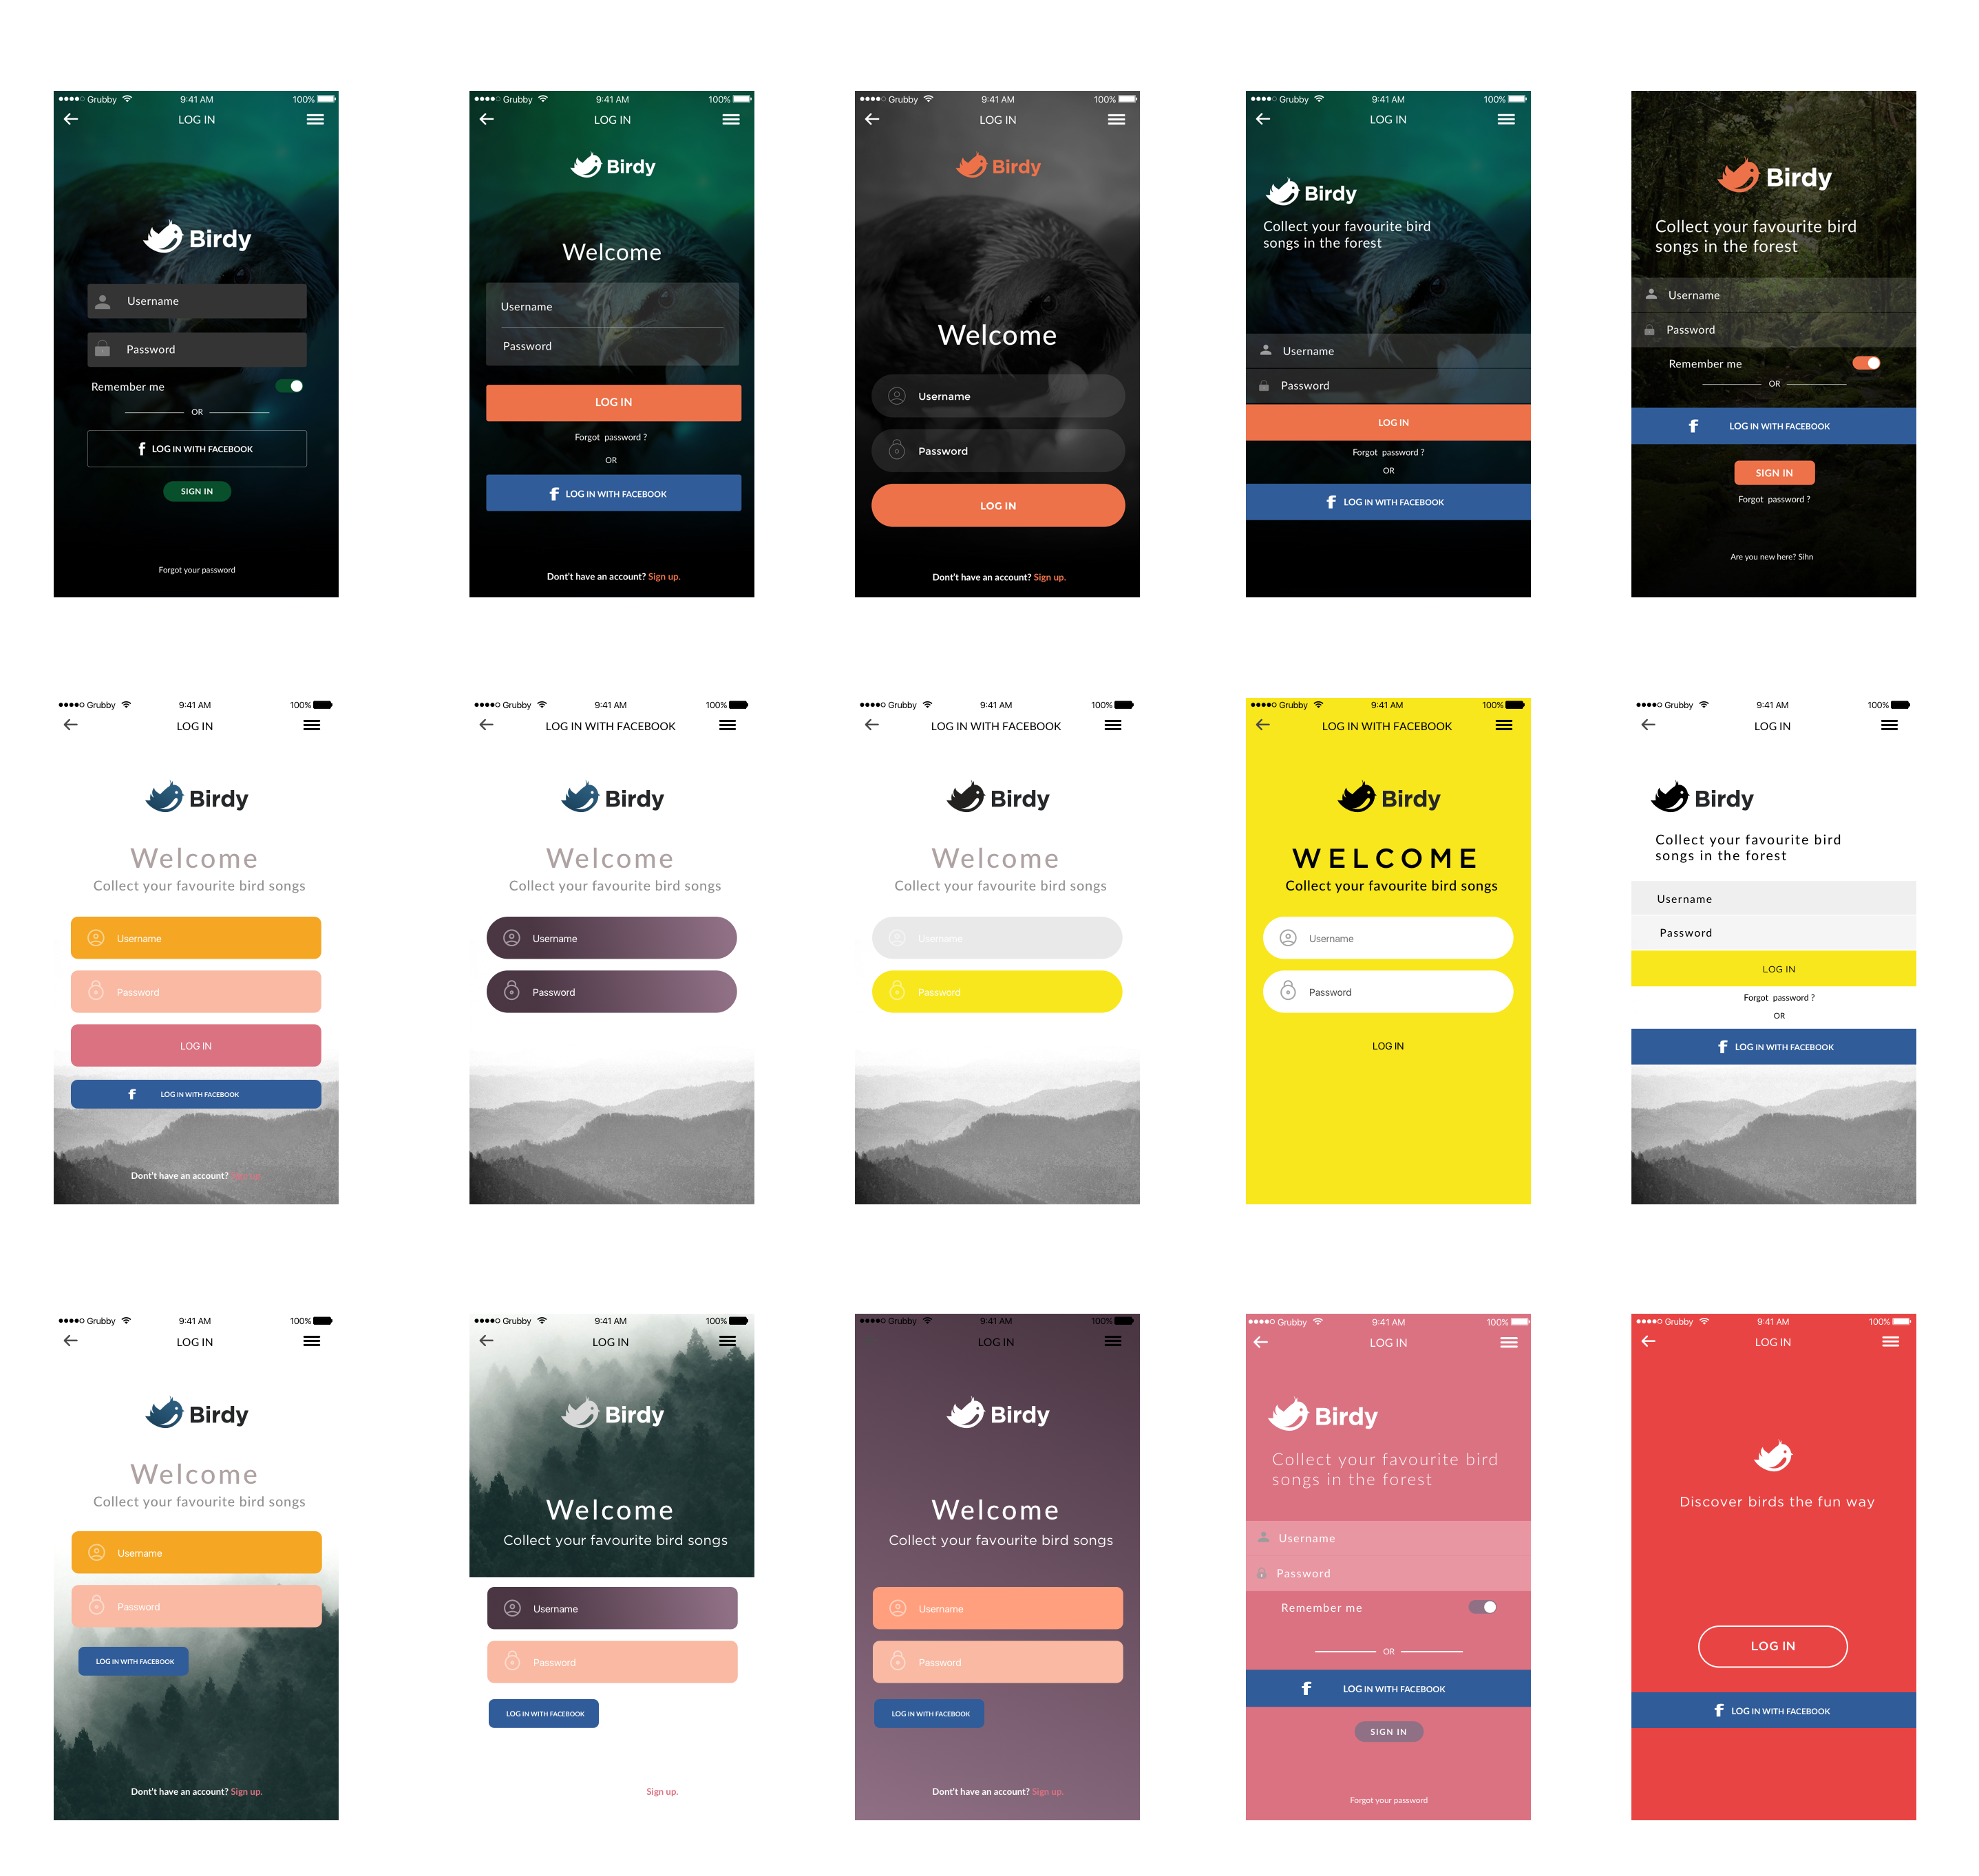 Grubby 9:41 AM 100%
LOG IN
Birdy
Username
Password
Remember me
OR
f LOG IN WITH FACEBOOK
SIGN IN
Forgot your password
Grubby 9:41 AM 100%
LOG IN
Birdy
Welcome
Username
Password
LOG IN
Forgot password ?
OR
f LOG IN WITH FACEBOOK
Dont't have an account? Sign up.
Grubby 9:41 AM 100%
LOG IN
Birdy
Welcome
Username
Password
LOG IN
Dont't have an account? Sign up.
Grubby 9:41 AM 100%
LOG IN
Birdy
Collect your favourite bird
songs in the forest
Username
Password
LOG IN
Forgot password ?
OR
f LOG IN WITH FACEBOOK
Birdy
Collect your favourite bird
songs in the forest
Username
Password
Remember me
OR
f LOG IN WITH FACEBOOK
SIGN IN
Forgot password ?
Are you new here? Sihn
Grubby 9:41 AM 100%
LOG IN
Birdy
Welcome
Collect your favourite bird songs
Username
Password
LOG IN
f LOG IN WITH FACEBOOK
Dont't have an account? Sign up.
Grubby 9:41 AM 100%
LOG IN WITH FACEBOOK
Birdy
Welcome
Collect your favourite bird songs
Username
Password
Grubby 9:41 AM 100%
LOG IN WITH FACEBOOK
Birdy
Welcome
Collect your favourite bird songs
Username
Password
Grubby 9:41 AM 100%
LOG IN WITH FACEBOOK
Birdy
WELCOME
Collect your favourite bird songs
Username
Password
LOG IN
Grubby 9:41 AM 100%
LOG IN
Birdy
Collect your favourite bird
songs in the forest
Username
Password
LOG IN
Forgot password ?
OR
f LOG IN WITH FACEBOOK
Grubby 9:41 AM 100%
LOG IN
Birdy
Welcome
Collect your favourite bird songs
Username
Password
LOG IN WITH FACEBOOK
Dont't have an account? Sign up.
Grubby 9:41 AM 100%
LOG IN
Birdy
Welcome
Collect your favourite bird songs
Username
Password
LOG IN WITH FACEBOOK
Sign up.
Grubby 9:41 AM 100%
LOG IN
Birdy
Welcome
Collect your favourite bird songs
Username
Password
LOG IN WITH FACEBOOK
Dont't have an account? Sign up.
Grubby 9:41 AM 100%
LOG IN
Birdy
Collect your favourite bird
songs in the forest
Username
Password
Remember me
OR
f LOG IN WITH FACEBOOK
SIGN IN
Forgot your password
Grubby 9:41 AM 100%
LOG IN
Discover birds the fun way
LOG IN
f LOG IN WITH FACEBOOK